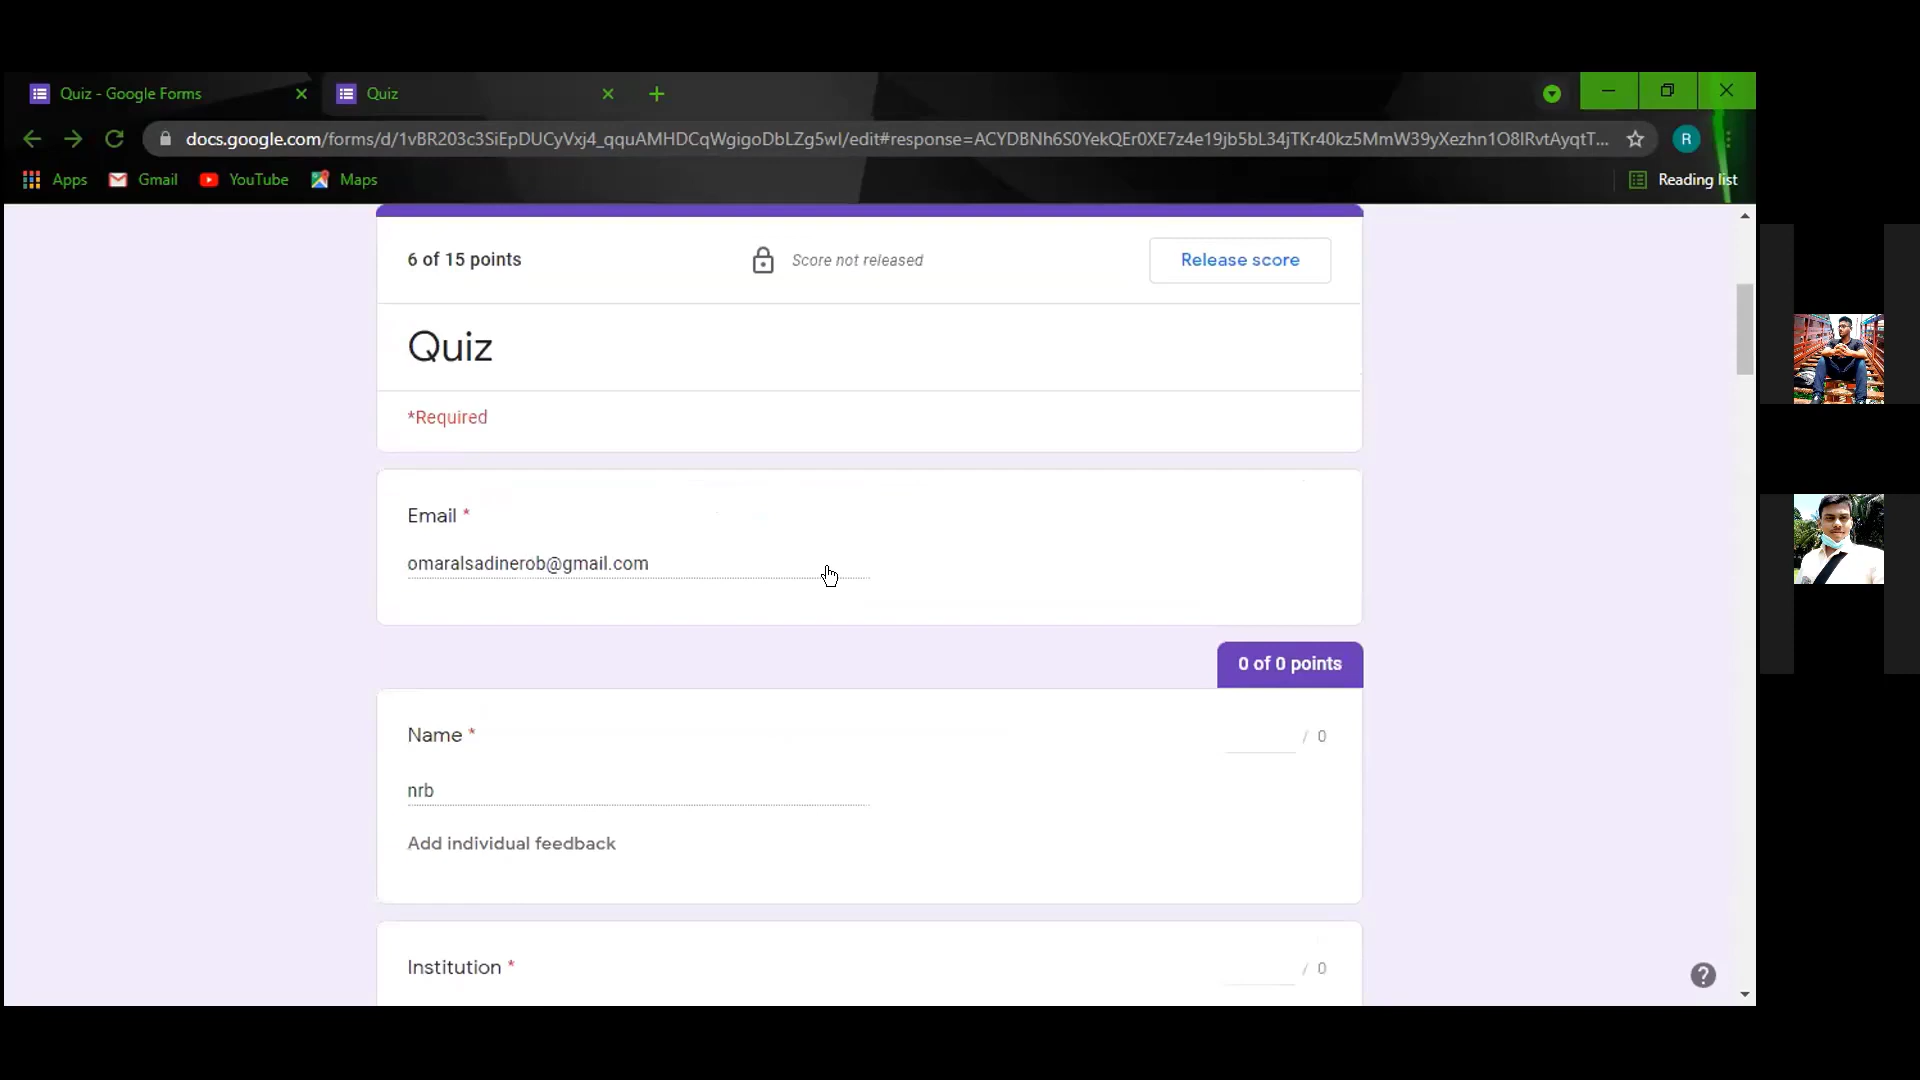 Quiz - Google Forms
Quiz
docs.google.com/forms/d/1vBR203c3SiEpDUCyVxj4_qquAMHDCqWgigoDbLZg5wI/edit#response=ACYDBNh6S0YekQEr0XE7z4e19jb5bL34jTKr40kz5MmW39yXezhn1O8IRvtAyqtT...
R
Apps
Gmail
YouTube
Maps
Reading list
6 of 15 points
Score not released
Release score
Quiz
*Required
Email *
omaralsadinerob@gmail.com
0 of 0 points
Name *
/ 0
nrb
Add individual feedback
Institution *
/ 0